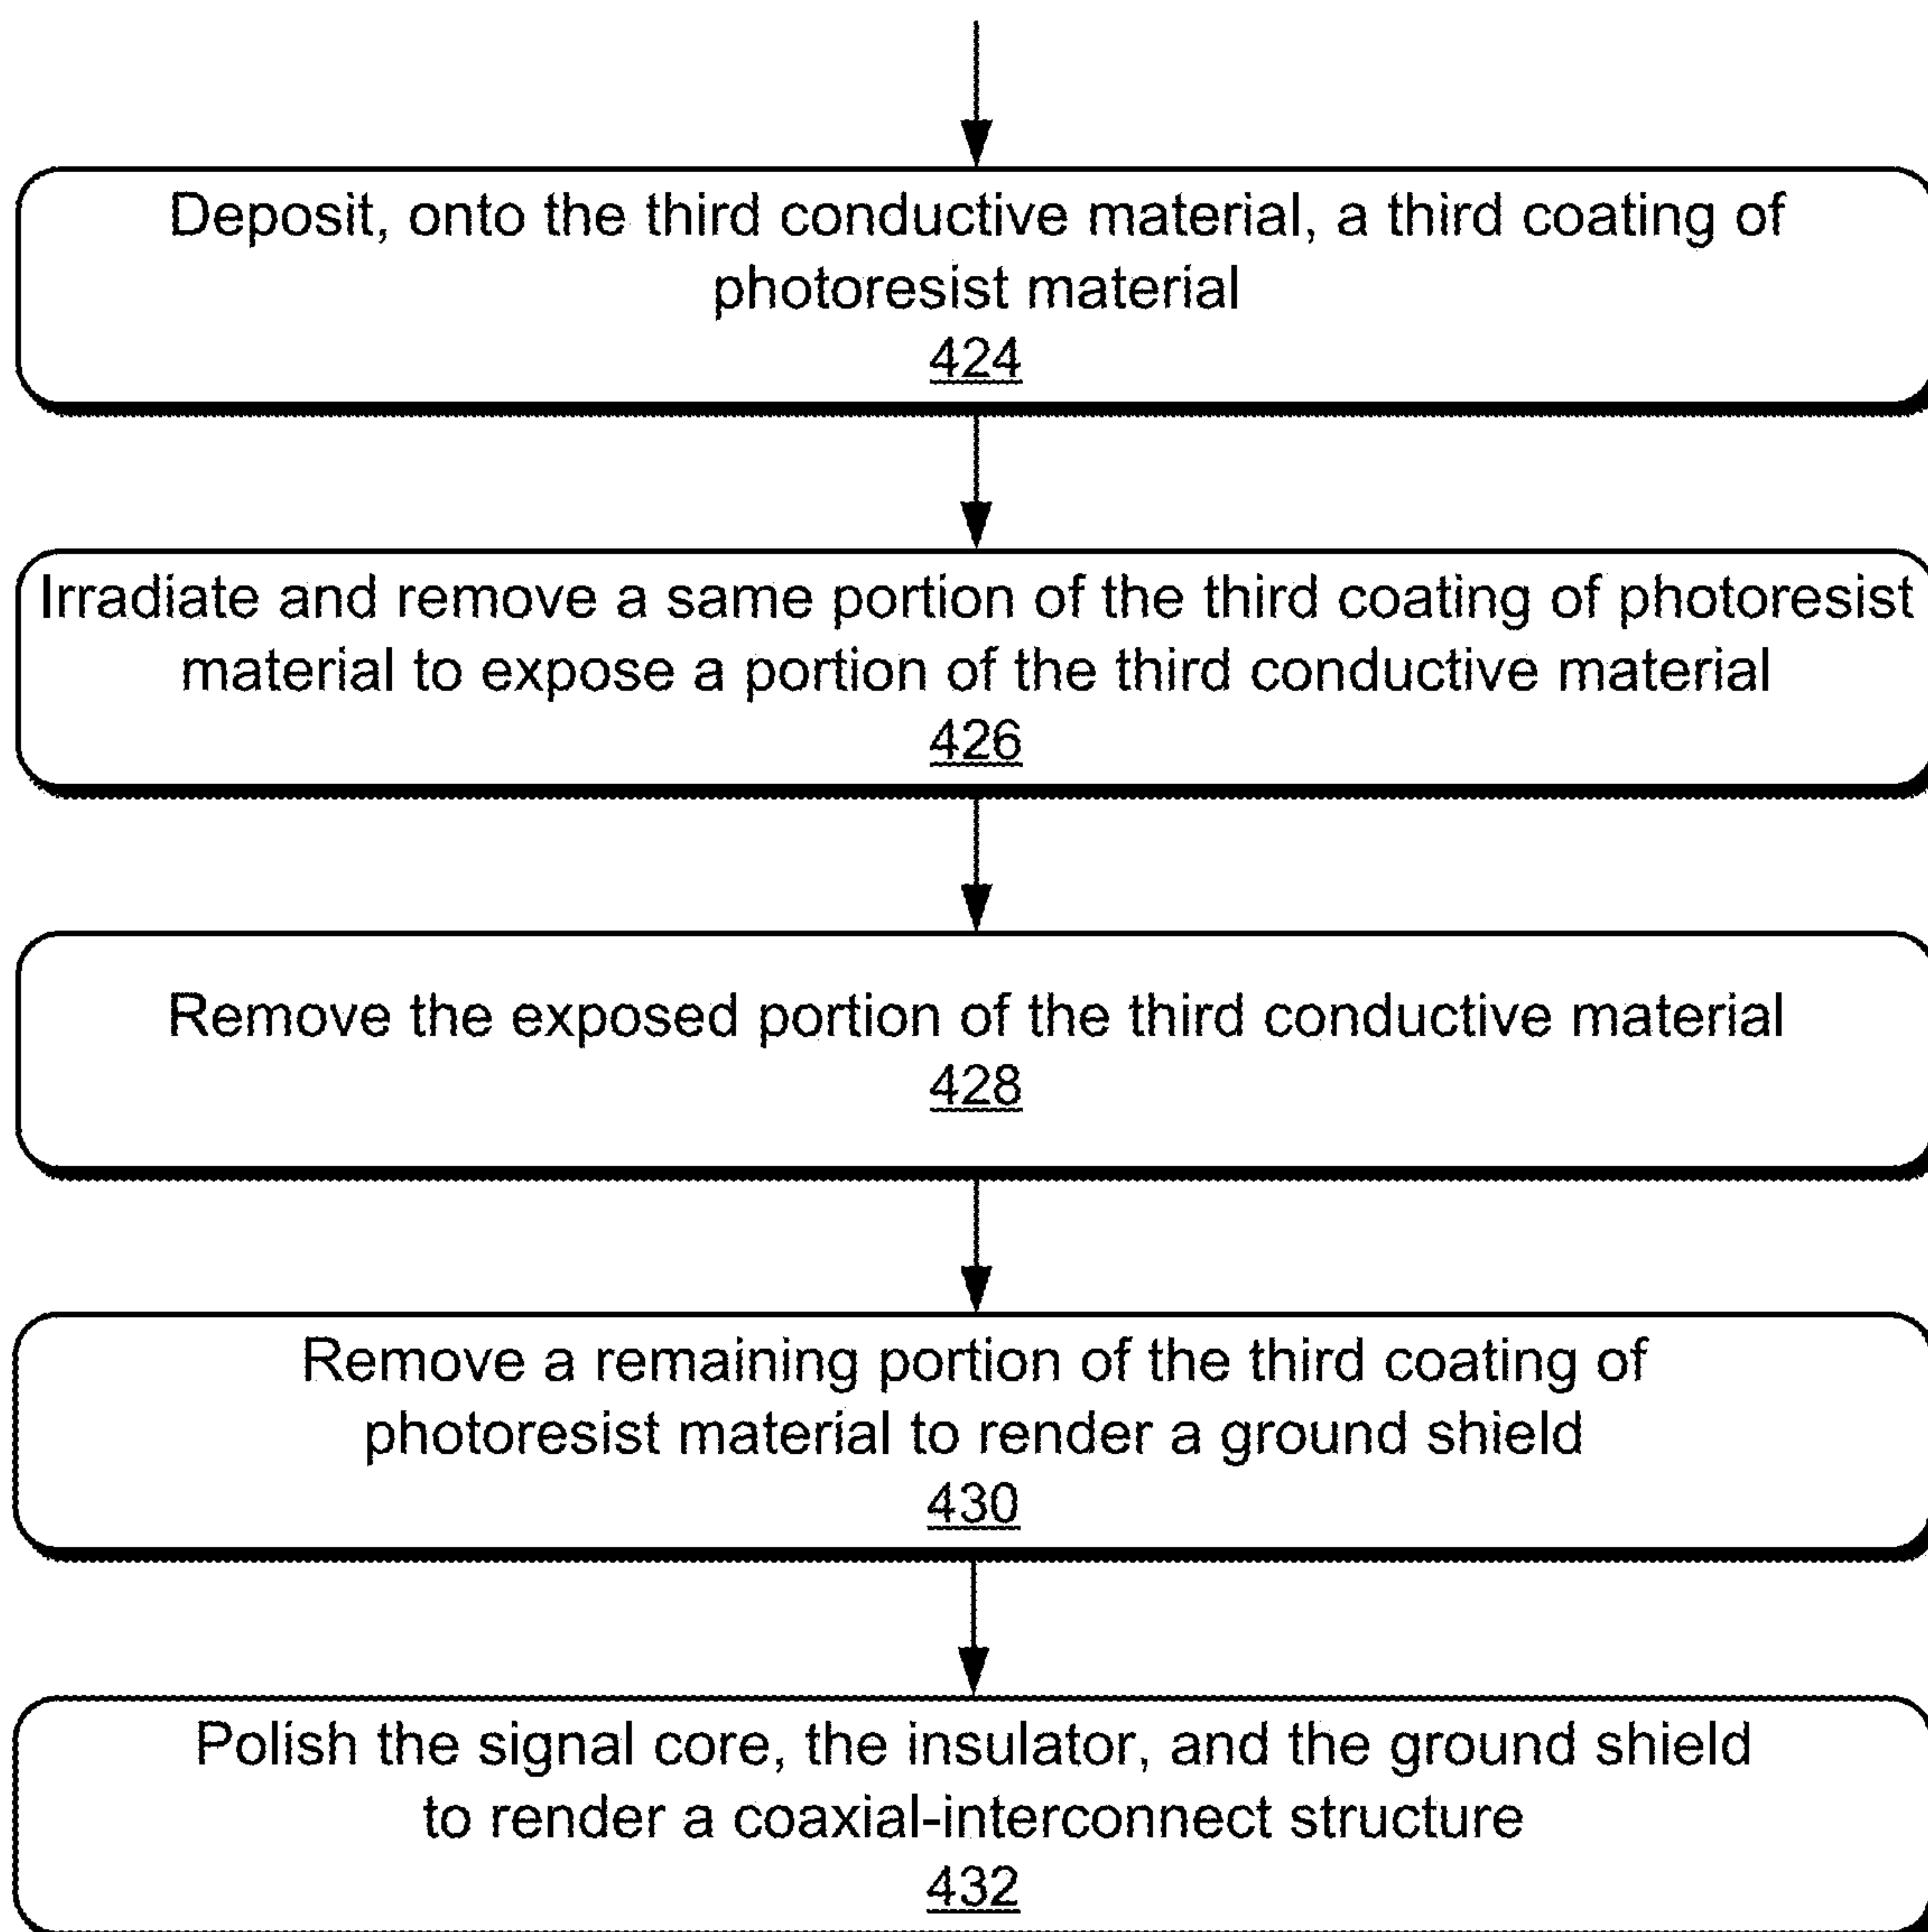 Deposit, onto the third conductive material, a third coating of
photoresist material
424
Irradiate and remove a same portion of the third coating of photoresist
material to expose a portion of the third conductive material
426
Remove the exposed portion of the third conductive material
428
Remove a remaining portion of the third coating of
photoresist material to render a ground shield
430
Polish the signal core, the insulator, and the ground shield
to render a coaxial-interconnect structure
432